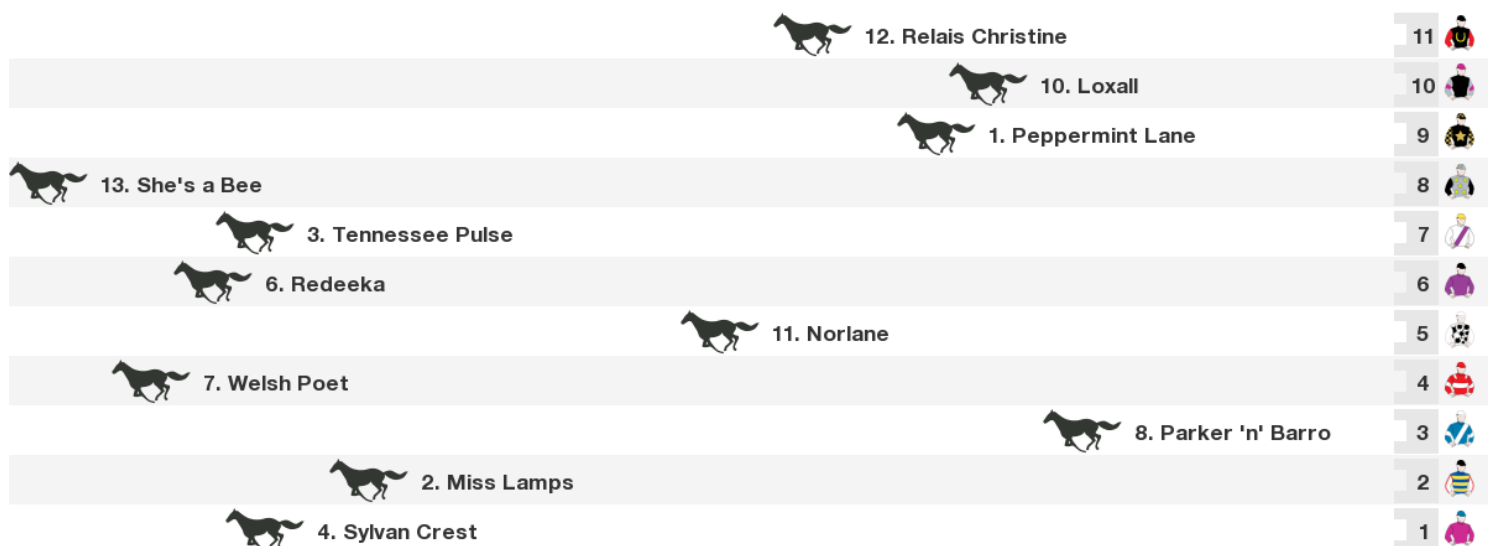 12. Relais Christine 11
10. Loxall 10
1. Peppermint Lane 9
13. She's a Bee 8
3. Tennessee Pulse 7
6. Redeeka 6
11. Norlane 5
7. Welsh Poet 4
8. Parker 'n' Barro 3
2. Miss Lamps 2
4. Sylvan Crest 1